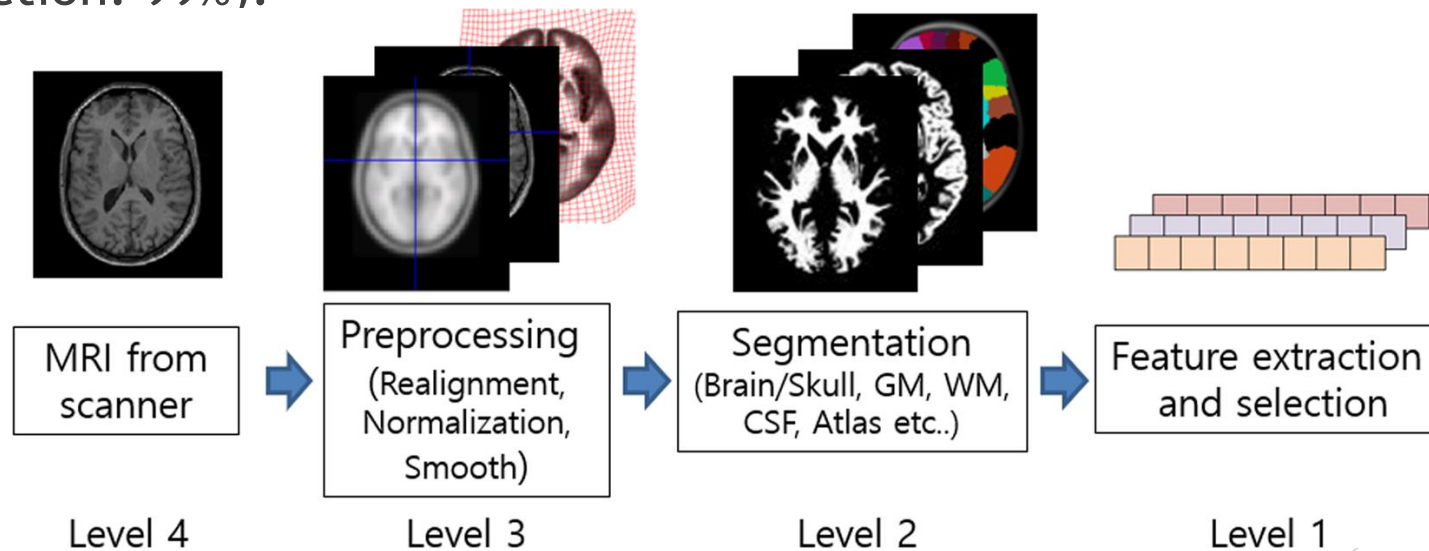 MRI from
scanner
Preprocessing
(Realignment,
Normalization,
Smooth)
Segmentation
(Brain/Skull, GM, WM,
CSF, Atlas etc..)
Feature extraction
and selection
Level 4
Level 3
Level 2
Level 1